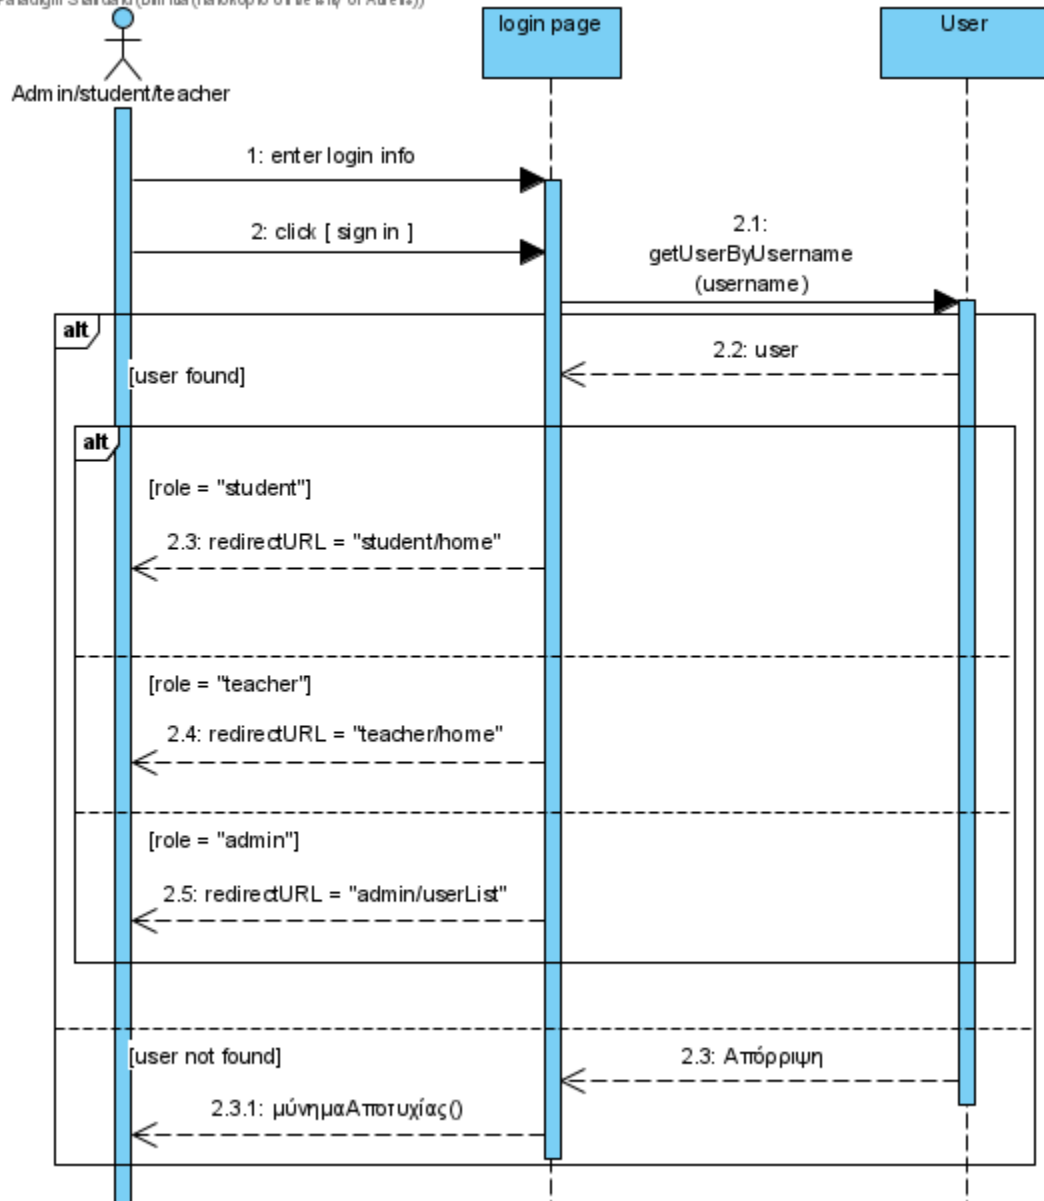 login page
User
Admin/student/teacher
1: enter login info
2: click [ sign in ]
2.1:
getUserByUsername
(username)
alt
2.2: user
[user found]
alt
[role = "student"]
2.3: redirectURL = "student/home"
[role = "teacher"]
2.4: redirectURL = "teacher/home"
[role = "admin"]
2.5: redirectURL = "admin/userList"
[user not found]
2.3: Απόρριψη
2.3.1: μύνημαΑποτυχίας()